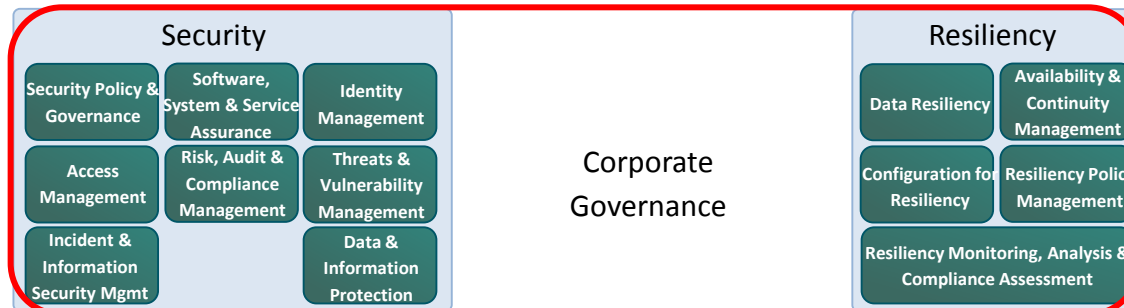 Security
Security Policy &
Governance
Software,
System & Service
Assurance
Identity
Management
Access
Management
Risk, Audit &
Compliance
Management
Threats &
Vulnerability
Management
Incident &
Information
Security Mgmt
Data &
Information
Protection
Corporate
Governance
Resiliency
Data Resiliency
Availability &
Continuity
Management
Configuration for
Resiliency
Resiliency Policy
Management
Resiliency Monitoring, Analysis &
Compliance Assessment